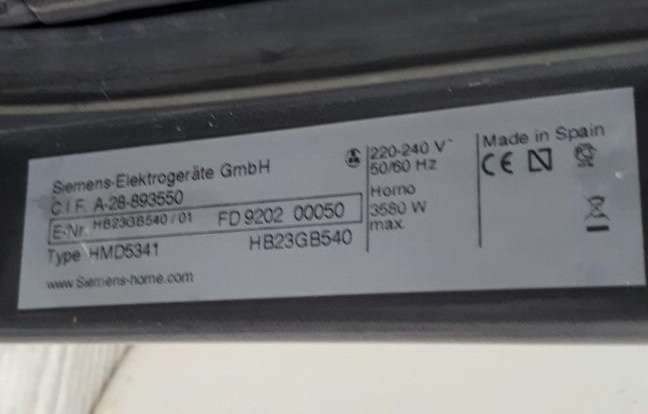 Siemens-Elektrogeräte GmbH
C.I.F. A-28-893550
E-Nr. HB23GB540 / 01 FD 9202 00050
Type HMD5341 HB23GB540
www.Siemens-home.com
220-240 V~
50/60 Hz
Horno
3580 W
max.
Made in Spain
CE N